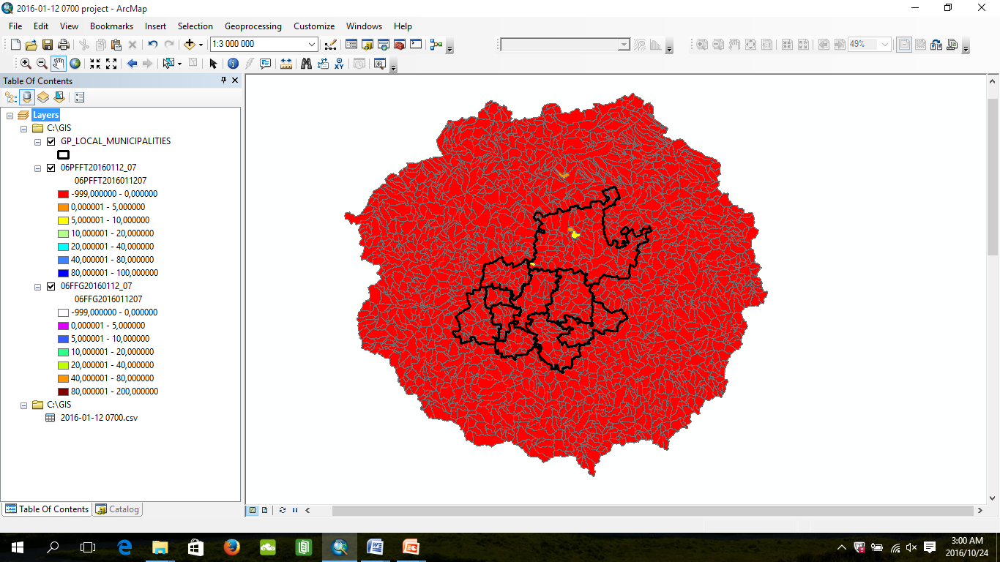 2016-01-12 0700 project - ArcMap
File Edit View Bookmarks Insert Selection Geoprocessing Customize Windows Help
1:3 000 000
49%
Table Of Contents
Layers
C:\GIS
GP_LOCAL_MUNICIPALITIES
06PFFT20160112_07
06PFFT2016011207
-999,000000 - 0,000000
0,000001 - 5,000000
5,000001 - 10,000000
10,000001 - 20,000000
20,000001 - 40,000000
40,000001 - 80,000000
80,000001 - 100,000000
06FFG20160112_07
06FFG2016011207
-999,000000 - 0,000000
0,000001 - 5,000000
5,000001 - 10,000000
10,000001 - 20,000000
20,000001 - 40,000000
40,000001 - 80,000000
80,000001 - 200,000000
C:\GIS
2016-01-12 0700.csv
Table Of Contents Catalog
3:00 AM
2016/10/24